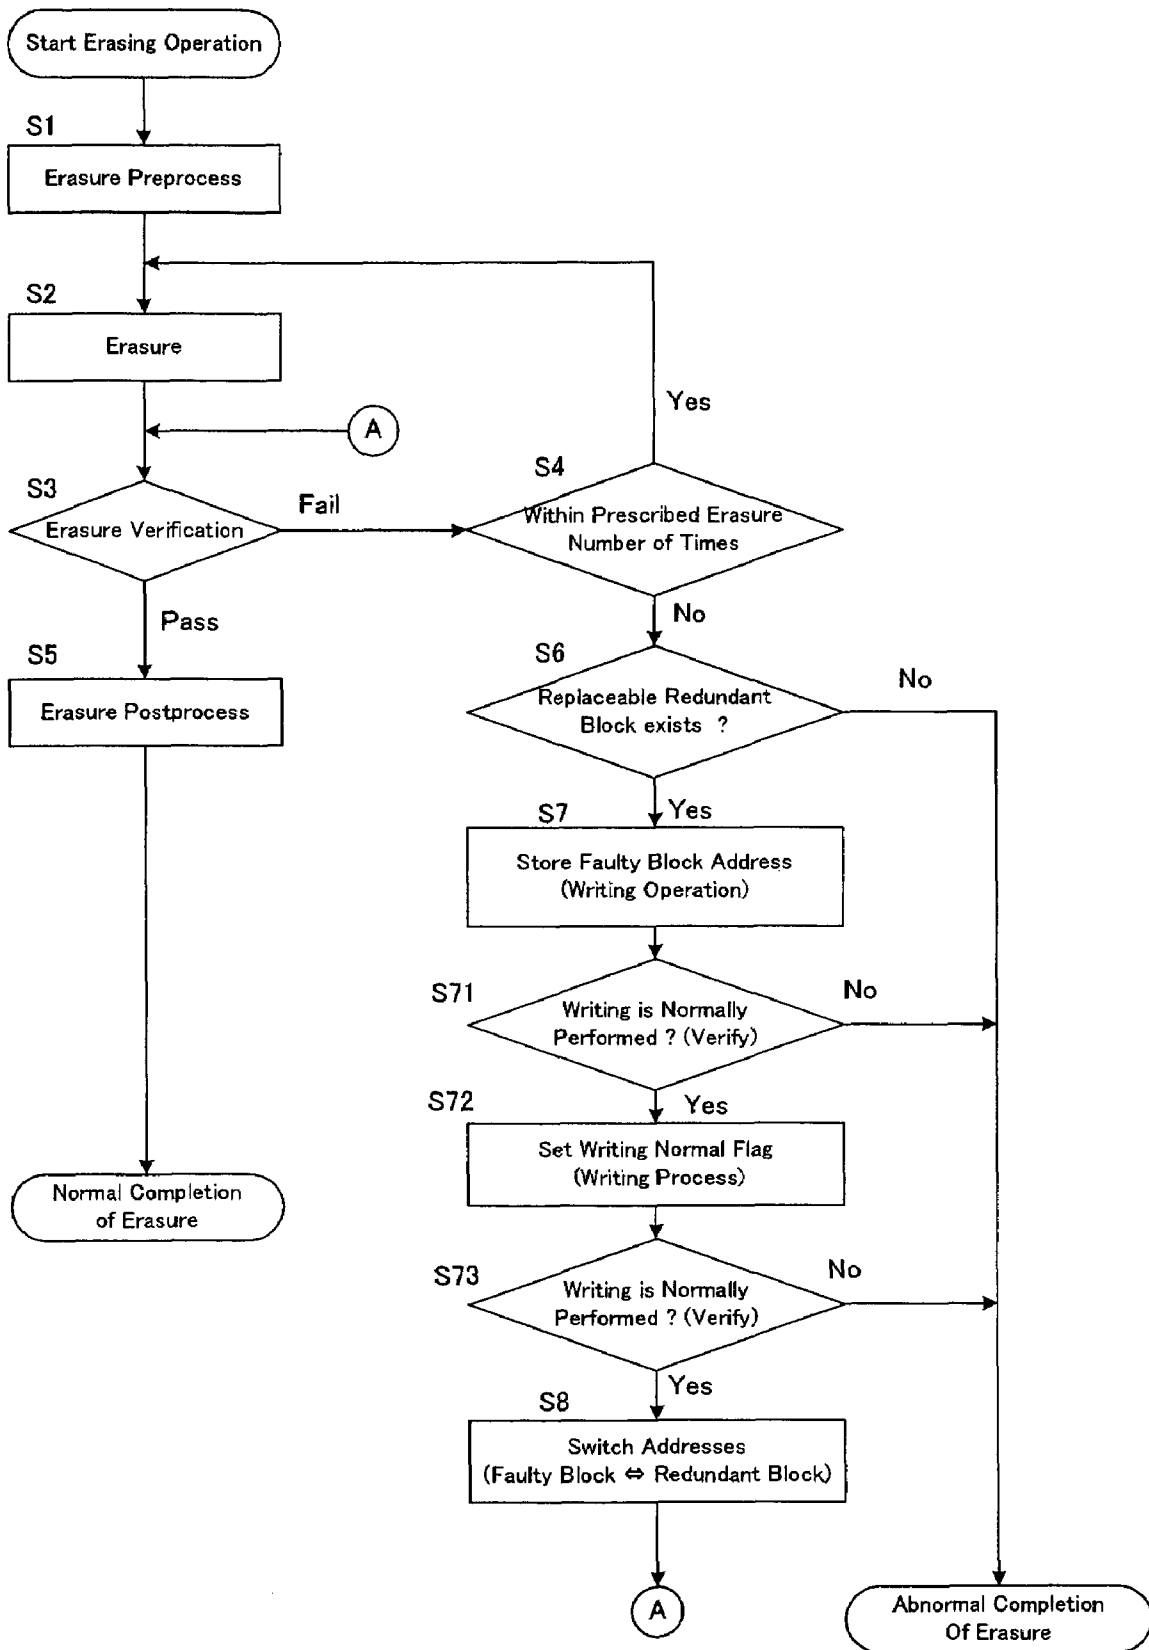 Start Erasing Operation
S1
Erasure Preprocess
S2
Erasure
Yes
A
S3
Erasure Verification
Fail
S4
Within Prescribed Erasure
Number of Times
Pass
No
S5
Erasure Postprocess
S6
Replaceable Redundant
Block exists ?
No
Yes
S7
Store Faulty Block Address
(Writing Operation)
S71
Writing is Normally
Performed ? (Verify)
No
Yes
S72
Set Writing Normal Flag
(Writing Process)
Normal Completion
of Erasure
S73
Writing is Normally
Performed ? (Verify)
No
Yes
S8
Switch Addresses
(Faulty Block ⇔ Redundant Block)
A
Abnormal Completion
Of Erasure